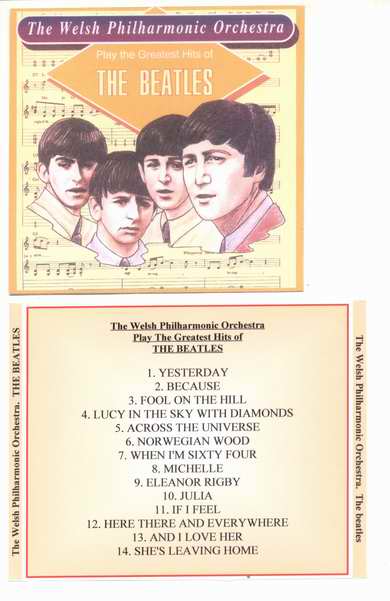 The Welsh Philharmonic Orchestra
Play the Greatest Hits of
THE BEATLES
The Welsh Philharmonic Orchestra. THE BEATLES
The Welsh Philharmonic Orchestra
Play The Greatest Hits of
THE BEATLES
1. YESTERDAY
2. BECAUSE
3. FOOL ON THE HILL
4. LUCY IN THE SKY WITH DIAMONDS
5. ACROSS THE UNIVERSE
6. NORWEGIAN WOOD
7. WHEN I'M SIXTY FOUR
8. MICHELLE
9. ELEANOR RIGBY
10. JULIA
11. IF I FEEL
12. HERE THERE AND EVERYWHERE
13. AND I LOVE HER
14. SHE'S LEAVING HOME
The Welsh Philharmonic Orchestra. The beatles